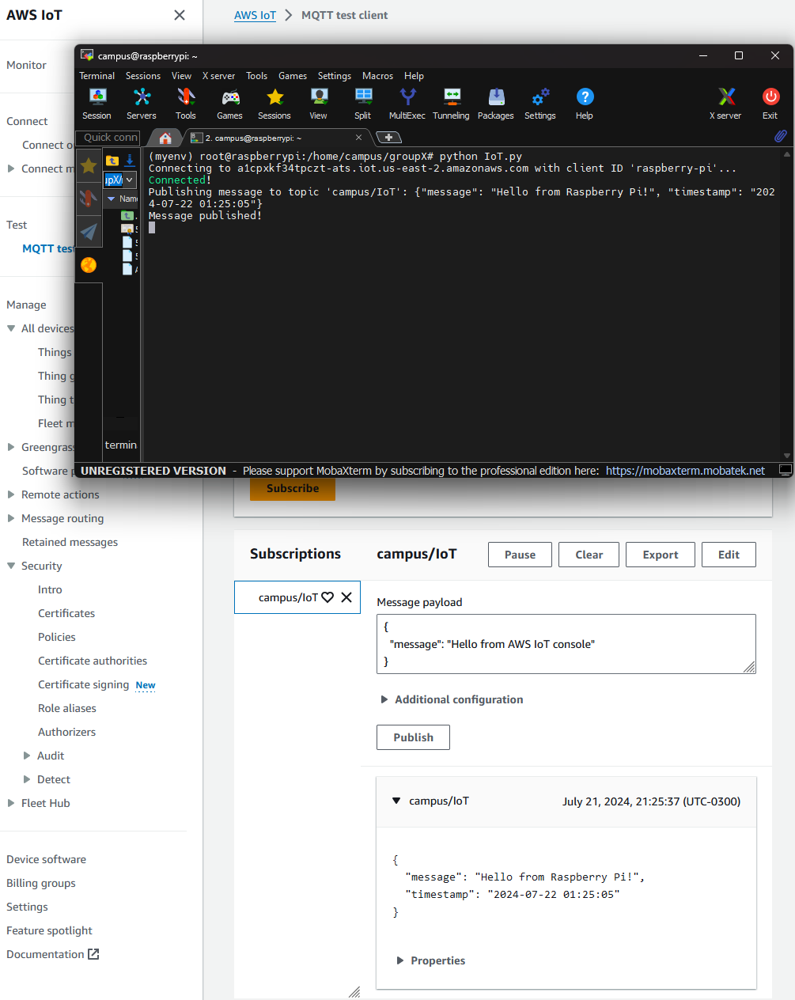 AWS IoT
AWS IoT
MQTT test client
Monitor
Connect
Connect
Connect
Test
MQTT test
Manage
All devices
Things
Thing
Thing
Fleet
Greengrass
Software
Remote actions
Message routing
Retained messages
Security
Intro
Certificates
Policies
Certificate authorities
Certificate signing New
Role aliases
Authorizers
Audit
Detect
Fleet Hub
Device software
Billing groups
Settings
Feature spotlight
Documentation
campus@raspberrypi: ~
Terminal Sessions View X server Tools Games Settings Macros Help
Session Servers Tools Games Sessions View Split MultiExec Tunneling Packages Settings Help X server Exit
Quick conn
2. campus@raspberrypi: ~
upX/
Name
termin
(myenv) root@raspberrypi:/home/campus/groupX# python IoT.py
Connecting to a1cpxkf34tpczt-ats.iot.us-east-2.amazonaws.com with client ID 'raspberry-pi'...
Connected!
Publishing message to topic 'campus/IoT': {"message": "Hello from Raspberry Pi!", "timestamp": "202
4-07-22 01:25:05"}
Message published!
UNREGISTERED VERSION - Please support MobaXterm by subscribing to the professional edition here: https://mobaxterm.mobatek.net
Subscribe
Subscriptions
campus/IoT
Pause
Clear
Export
Edit
campus/IoT
Message payload
{
"message": "Hello from AWS IoT console"
}
Additional configuration
Publish
campus/IoT
July 21, 2024, 21:25:37 (UTC-0300)
{
"message": "Hello from Raspberry Pi!",
"timestamp": "2024-07-22 01:25:05"
}
Properties